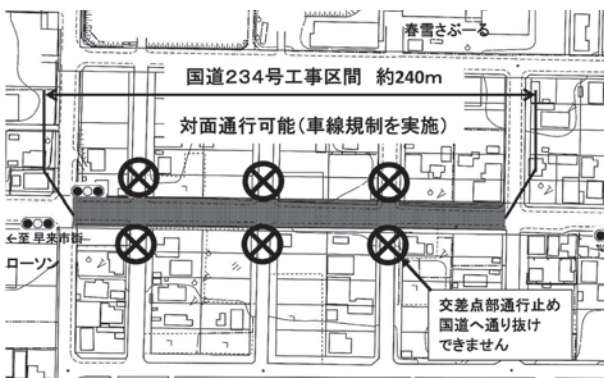 春雪さぶーる
国道234号工事区間 約240m
対面通行可能(車線規制を実施)
←至 早来市街
ローソン
交差点部通行止め
国道へ通り抜け
できません